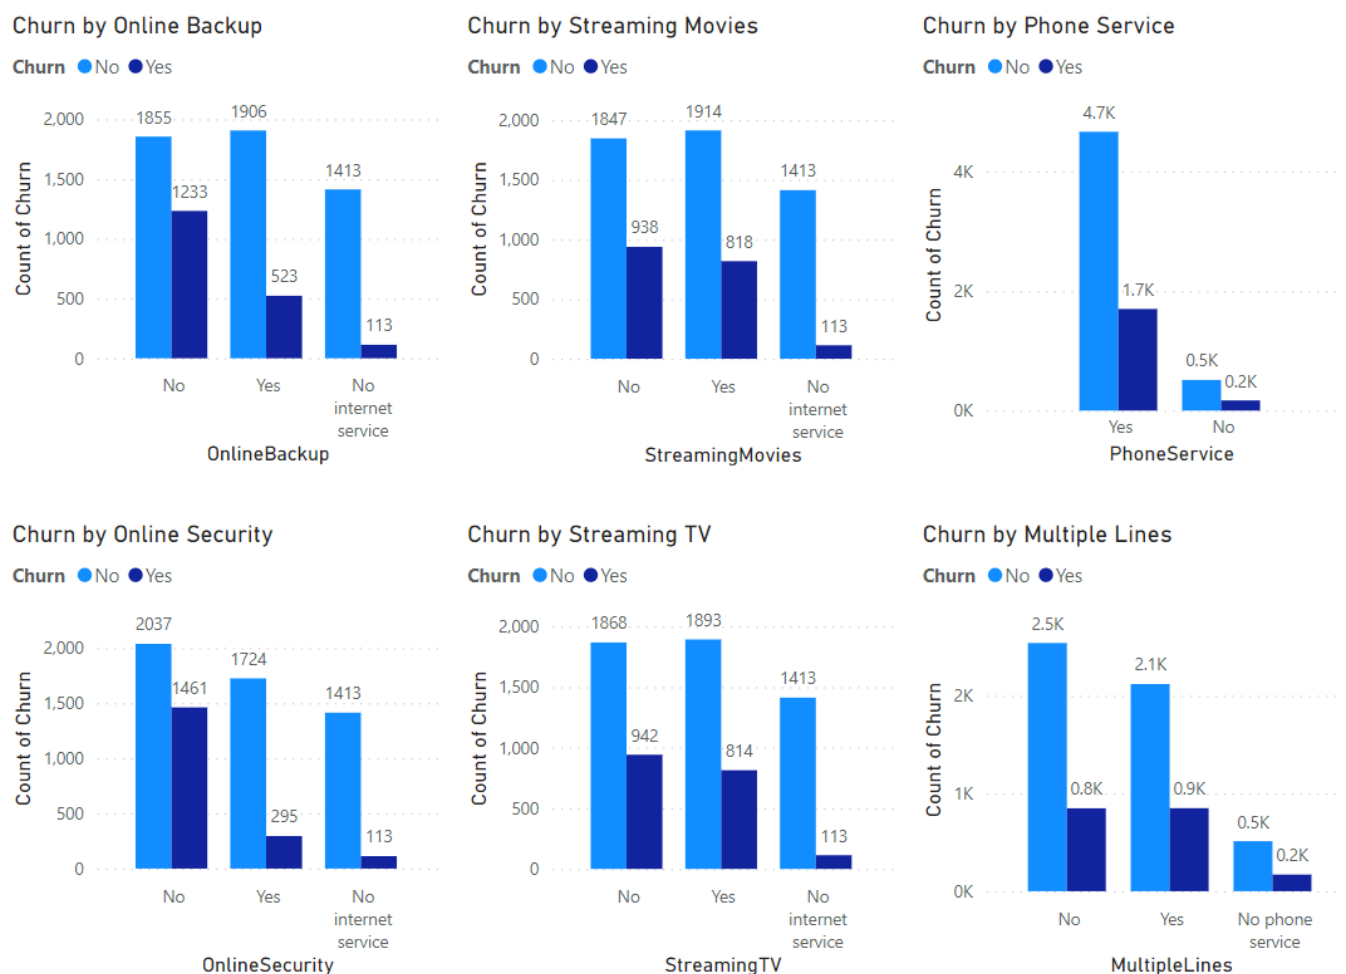 Churn by Online Backup
Churn No Yes
Count of Churn
2,000
1,500
1,000
500
0
1855
1233
1906
523
1413
113
No
Yes
No
internet
service
OnlineBackup
Churn by Streaming Movies
Churn No Yes
Count of Churn
2,000
1,500
1,000
500
0
1847
938
1914
818
1413
113
No
Yes
No
internet
service
StreamingMovies
Churn by Phone Service
Churn No Yes
Count of Churn
4K
2K
0K
4.7K
1.7K
0.5K
0.2K
Yes
No
PhoneService
Churn by Online Security
Churn No Yes
Count of Churn
2,000
1,500
1,000
500
0
2037
1461
1724
295
1413
113
No
Yes
No
internet
service
OnlineSecurity
Churn by Streaming TV
Churn No Yes
Count of Churn
2,000
1,500
1,000
500
0
1868
942
1893
814
1413
113
No
Yes
No
internet
service
StreamingTV
Churn by Multiple Lines
Churn No Yes
Count of Churn
2K
1K
0K
2.5K
0.8K
2.1K
0.9K
0.5K
0.2K
No
Yes
No phone
service
MultipleLines